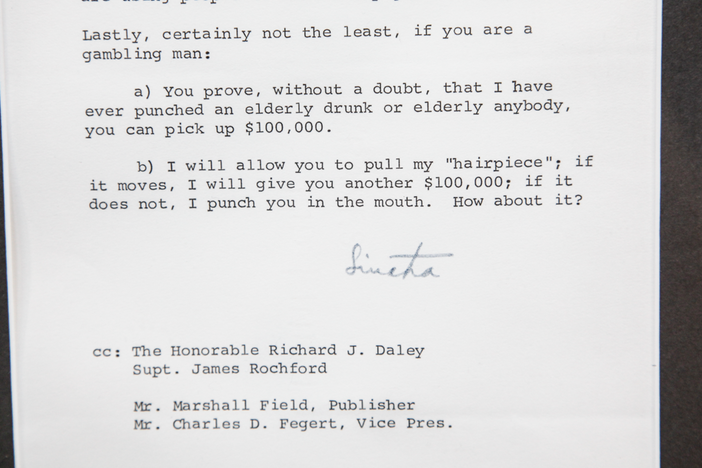 Lastly, certainly not the least, if you are a
gambling man:
a) You prove, without a doubt, that I have
ever punched an elderly drunk or elderly anybody,
you can pick up $100,000.
b) I will allow you to pull my "hairpiece"; if
it moves, I will give you another $100,000; if it
does not, I punch you in the mouth. How about it?
Sinatra
cc: The Honorable Richard J. Daley
Supt. James Rochford
Mr. Marshall Field, Publisher
Mr. Charles D. Fegert, Vice Pres.